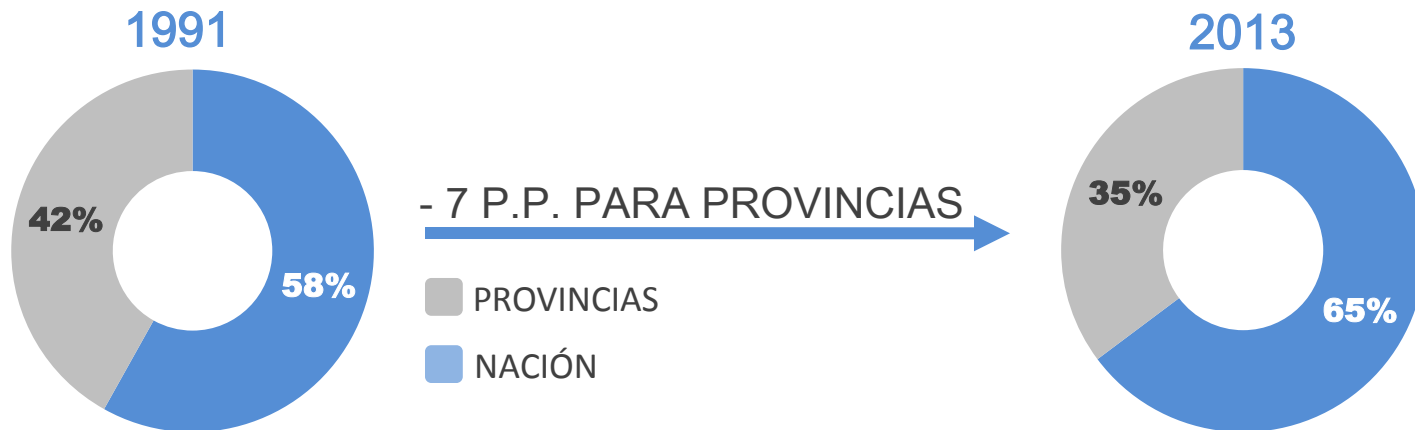 1991
42%
58%
- 7 P.P. PARA PROVINCIAS
PROVINCIAS
NACIÓN
2013
35%
65%